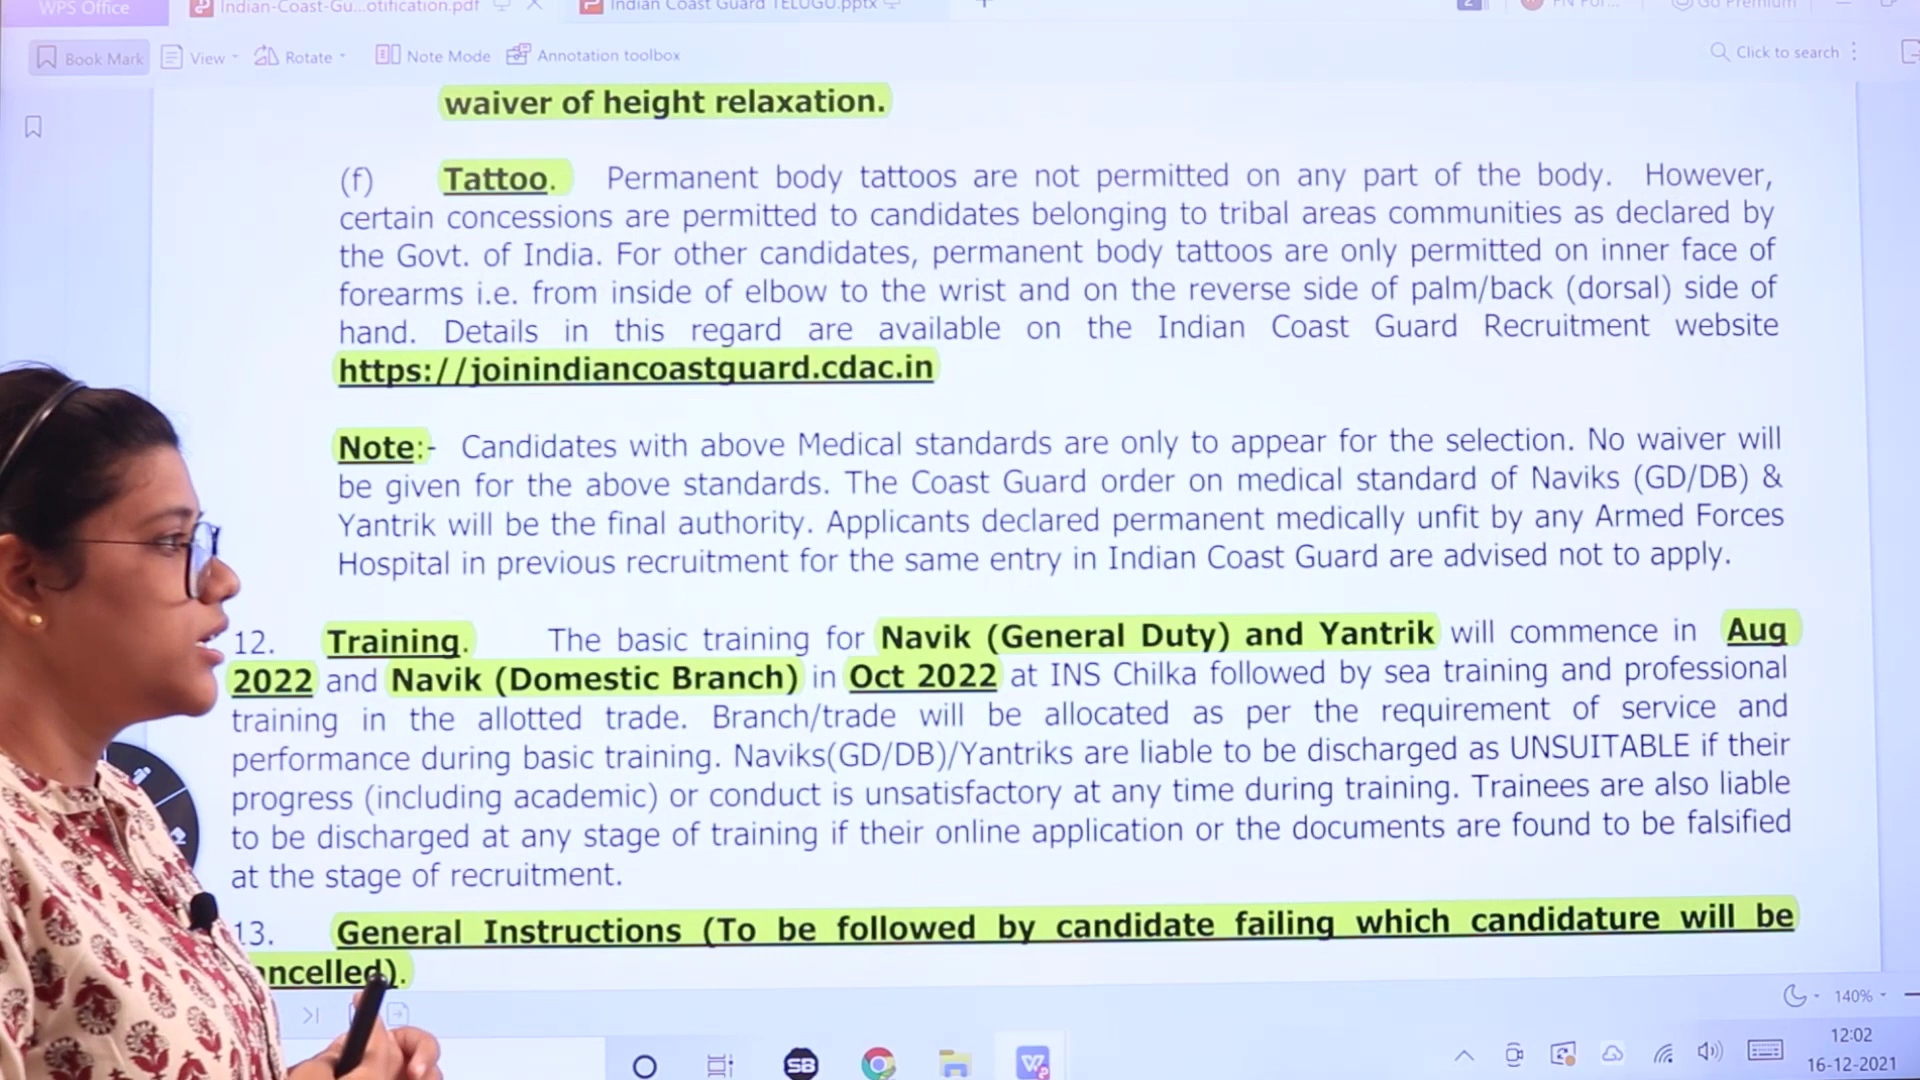 WPS Office
Indian-Coast-Gu...otification.pdf
Indian Coast Guard TELUGU.pptx
Go Premium
Book Mark
View
Rotate
Note Mode
Annotation toolbox
Click to search
waiver of height relaxation.
(f) Tattoo. Permanent body tattoos are not permitted on any part of the body. However,
certain concessions are permitted to candidates belonging to tribal areas communities as declared by
the Govt. of India. For other candidates, permanent body tattoos are only permitted on inner face of
forearms i.e. from inside of elbow to the wrist and on the reverse side of palm/back (dorsal) side of
hand. Details in this regard are available on the Indian Coast Guard Recruitment website
https://joinindiancoastguard.cdac.in
Note:- Candidates with above Medical standards are only to appear for the selection. No waiver will
be given for the above standards. The Coast Guard order on medical standard of Naviks (GD/DB) &
Yantrik will be the final authority. Applicants declared permanent medically unfit by any Armed Forces
Hospital in previous recruitment for the same entry in Indian Coast Guard are advised not to apply.
12. Training. The basic training for Navik (General Duty) and Yantrik will commence in Aug
2022 and Navik (Domestic Branch) in Oct 2022 at INS Chilka followed by sea training and professional
training in the allotted trade. Branch/trade will be allocated as per the requirement of service and
performance during basic training. Naviks(GD/DB)/Yantriks are liable to be discharged as UNSUITABLE if their
progress (including academic) or conduct is unsatisfactory at any time during training. Trainees are also liable
to be discharged at any stage of training if their online application or the documents are found to be falsified
at the stage of recruitment.
13. General Instructions (To be followed by candidate failing which candidature will be
ncelled).
140%
SB
12:02
16-12-2021